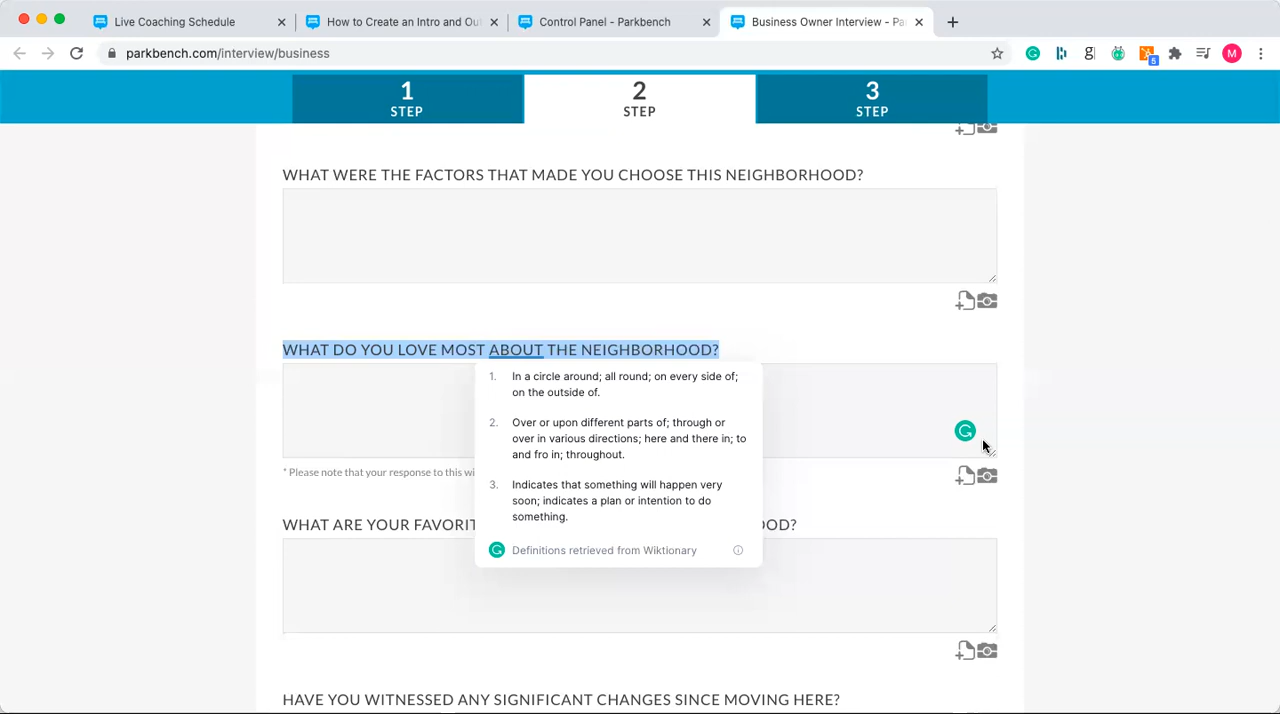 Live Coaching Schedule
How to Create an Intro and Ou
Control Panel - Parkbench
Business Owner Interview - Pa
parkbench.com/interview/business
5
M
1
STEP
2
STEP
3
STEP
WHAT WERE THE FACTORS THAT MADE YOU CHOOSE THIS NEIGHBORHOOD?
WHAT DO YOU LOVE MOST ABOUT THE NEIGHBORHOOD?
1. In a circle around; all round; on every side of;
on the outside of.
2. Over or upon different parts of; through or
over in various directions; here and there in; to
and fro in; throughout.
* Please note that your response to this wi
3. Indicates that something will happen very
soon; indicates a plan or intention to do
something.
WHAT ARE YOUR FAVORIT OOD?
Definitions retrieved from Wiktionary
HAVE YOU WITNESSED ANY SIGNIFICANT CHANGES SINCE MOVING HERE?